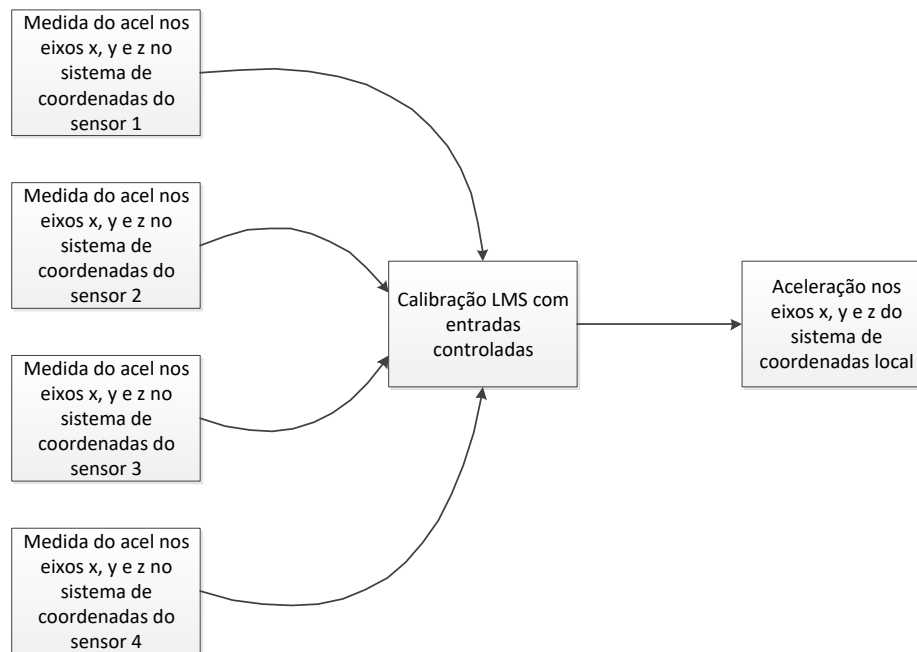 Medida do acel nos
eixos x, y e z no
sistema de
coordenadas do
sensor 1
Medida do acel nos
eixos x, y e z no
sistema de
coordenadas do
sensor 2
Medida do acel nos
eixos x, y e z no
sistema de
coordenadas do
sensor 3
Medida do acel nos
eixos x, y e z no
sistema de
coordenadas do
sensor 4
Calibração LMS com
entradas
controladas
Aceleração nos
eixos x, y e z do
sistema de
coordenadas local